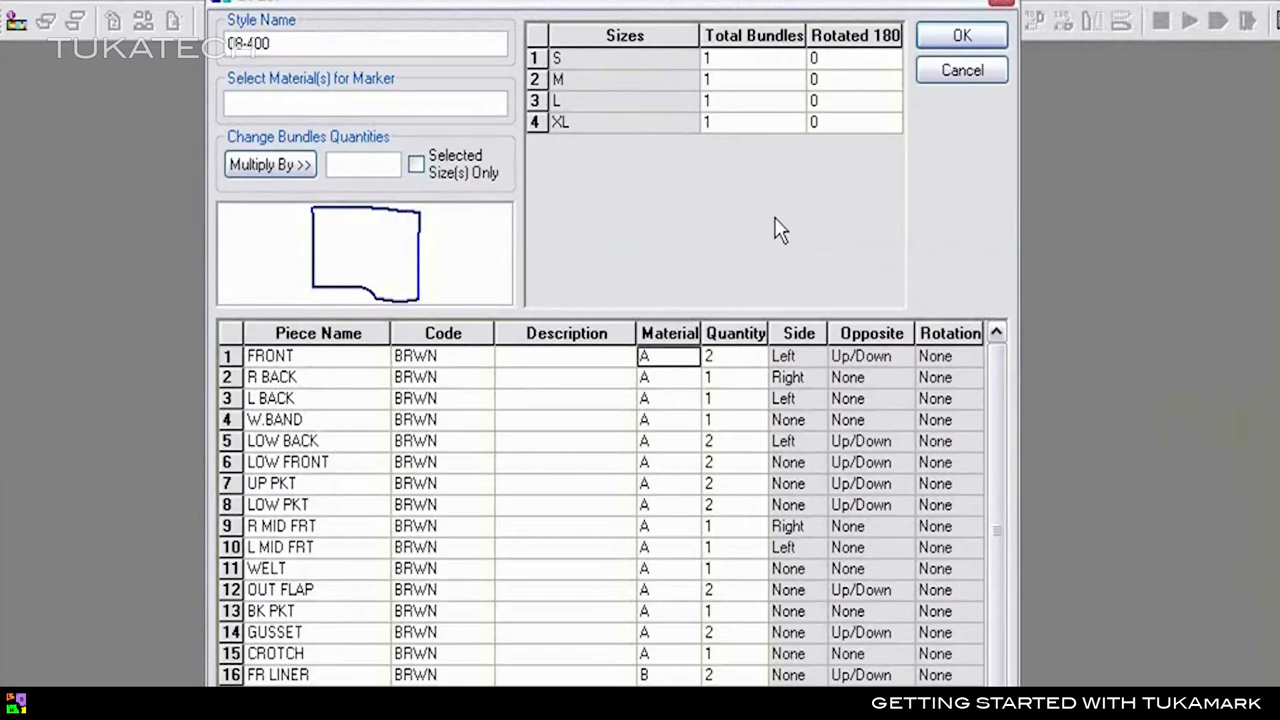 TUKATECH
Style Name
08-400
Select Material(s) for Marker
Change Bundles Quantities
Multiply By >>
Selected
Size(s) Only
Sizes Total Bundles Rotated 180
1 S 1 0
2 M 1 0
3 L 1 0
4 XL 1 0
OK
Cancel
Piece Name Code Description Material Quantity Side Opposite Rotation
1 FRONT BRWN A 2 Left Up/Down None
2 R BACK BRWN A 1 Right None None
3 L BACK BRWN A 1 Left None None
4 W.BAND BRWN A 1 None None None
5 LOW BACK BRWN A 2 Left Up/Down None
6 LOW FRONT BRWN A 2 None Up/Down None
7 UP PKT BRWN A 2 None Up/Down None
8 LOW PKT BRWN A 2 None Up/Down None
9 R MID FRT BRWN A 1 Right None None
10 L MID FRT BRWN A 1 Left None None
11 WELT BRWN A 1 None None None
12 OUT FLAP BRWN A 2 None Up/Down None
13 BK PKT BRWN A 1 None None None
14 GUSSET BRWN A 2 None Up/Down None
15 CROTCH BRWN A 1 None None None
16 FR LINER BRWN B 2 None Up/Down None
GETTING STARTED WITH TUKAMARK